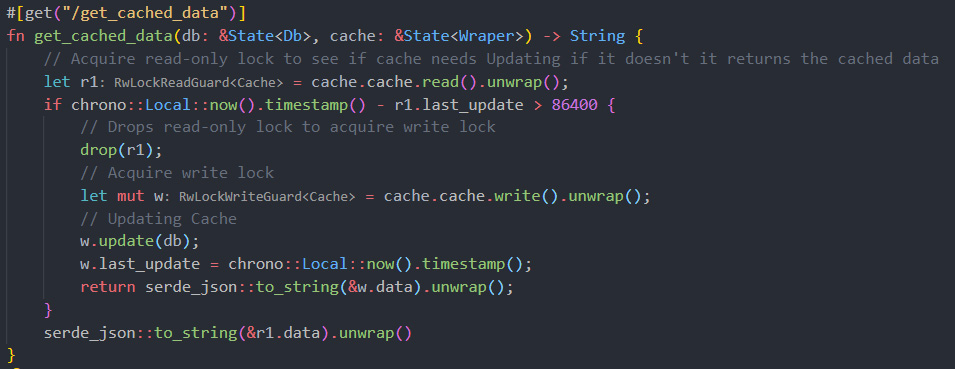 #[get("/get_cached_data")]
fn get_cached_data(db: &State<Db>, cache: &State<Wraper>) -> String {
    // Acquire read-only lock to see if cache needs Updating if it doesn't it returns the cached data
    let r1: RwLockReadGuard<Cache> = cache.cache.read().unwrap();
    if chrono::Local::now().timestamp() - r1.last_update > 86400 {
        // Drops read-only lock to acquire write lock
        drop(r1);
        // Acquire write lock
        let mut w: RwLockWriteGuard<Cache> = cache.cache.write().unwrap();
        // Updating Cache
        w.update(db);
        w.last_update = chrono::Local::now().timestamp();
        return serde_json::to_string(&w.data).unwrap();
    }
    serde_json::to_string(&r1.data).unwrap()
}